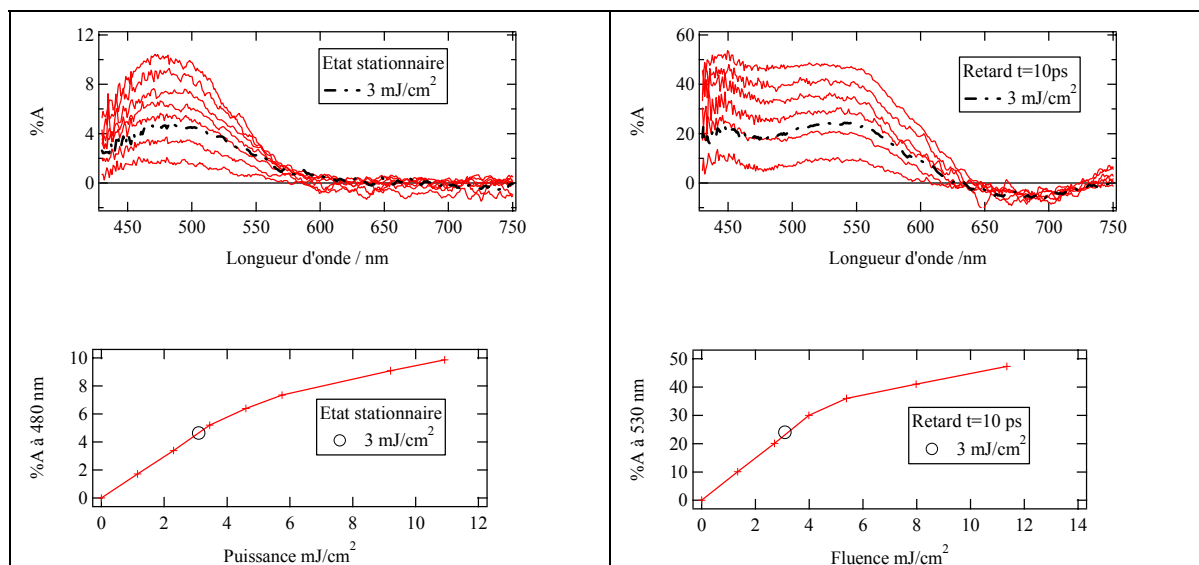 12
8
4
0
%A
Etat stationnaire
3 mJ/cm2
450 500 550 600 650 700 750
Longueur d'onde / nm
60
40
20
0
%A
Retard t=10ps
3 mJ/cm2
450 500 550 600 650 700 750
Longueur d'onde /nm
10
8
6
4
2
0
%A à 480 nm
Etat stationnaire
3 mJ/cm2
0 2 4 6 8 10 12
Puissance mJ/cm2
50
40
30
20
10
0
%A à 530 nm
Retard t=10 ps
3 mJ/cm2
0 2 4 6 8 10 12 14
Fluence mJ/cm2